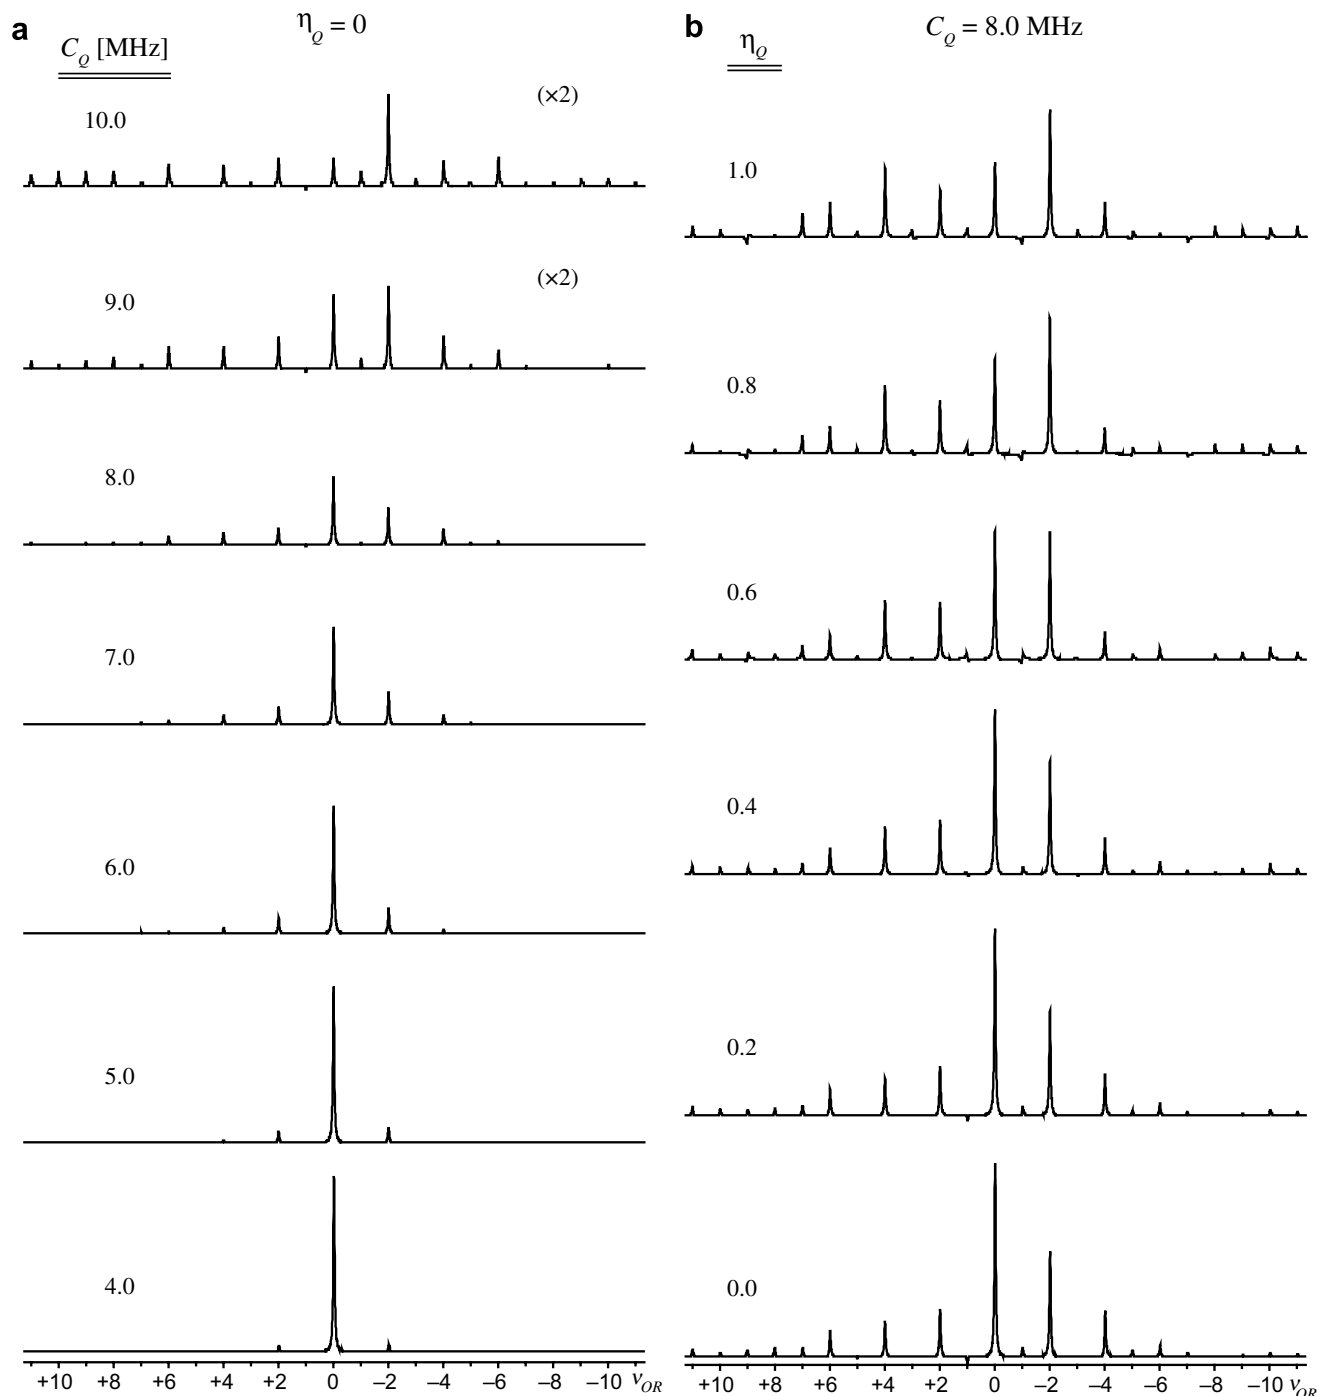 a
η_Q = 0
C_Q [MHz]
10.0
(×2)
9.0
(×2)
8.0
7.0
6.0
5.0
4.0
+10 +8 +6 +4 +2 0 −2 −4 −6 −8 −10 ν_OR
b
C_Q = 8.0 MHz
η_Q
1.0
0.8
0.6
0.4
0.2
0.0
+10 +8 +6 +4 +2 0 −2 −4 −6 −8 −10 ν_OR